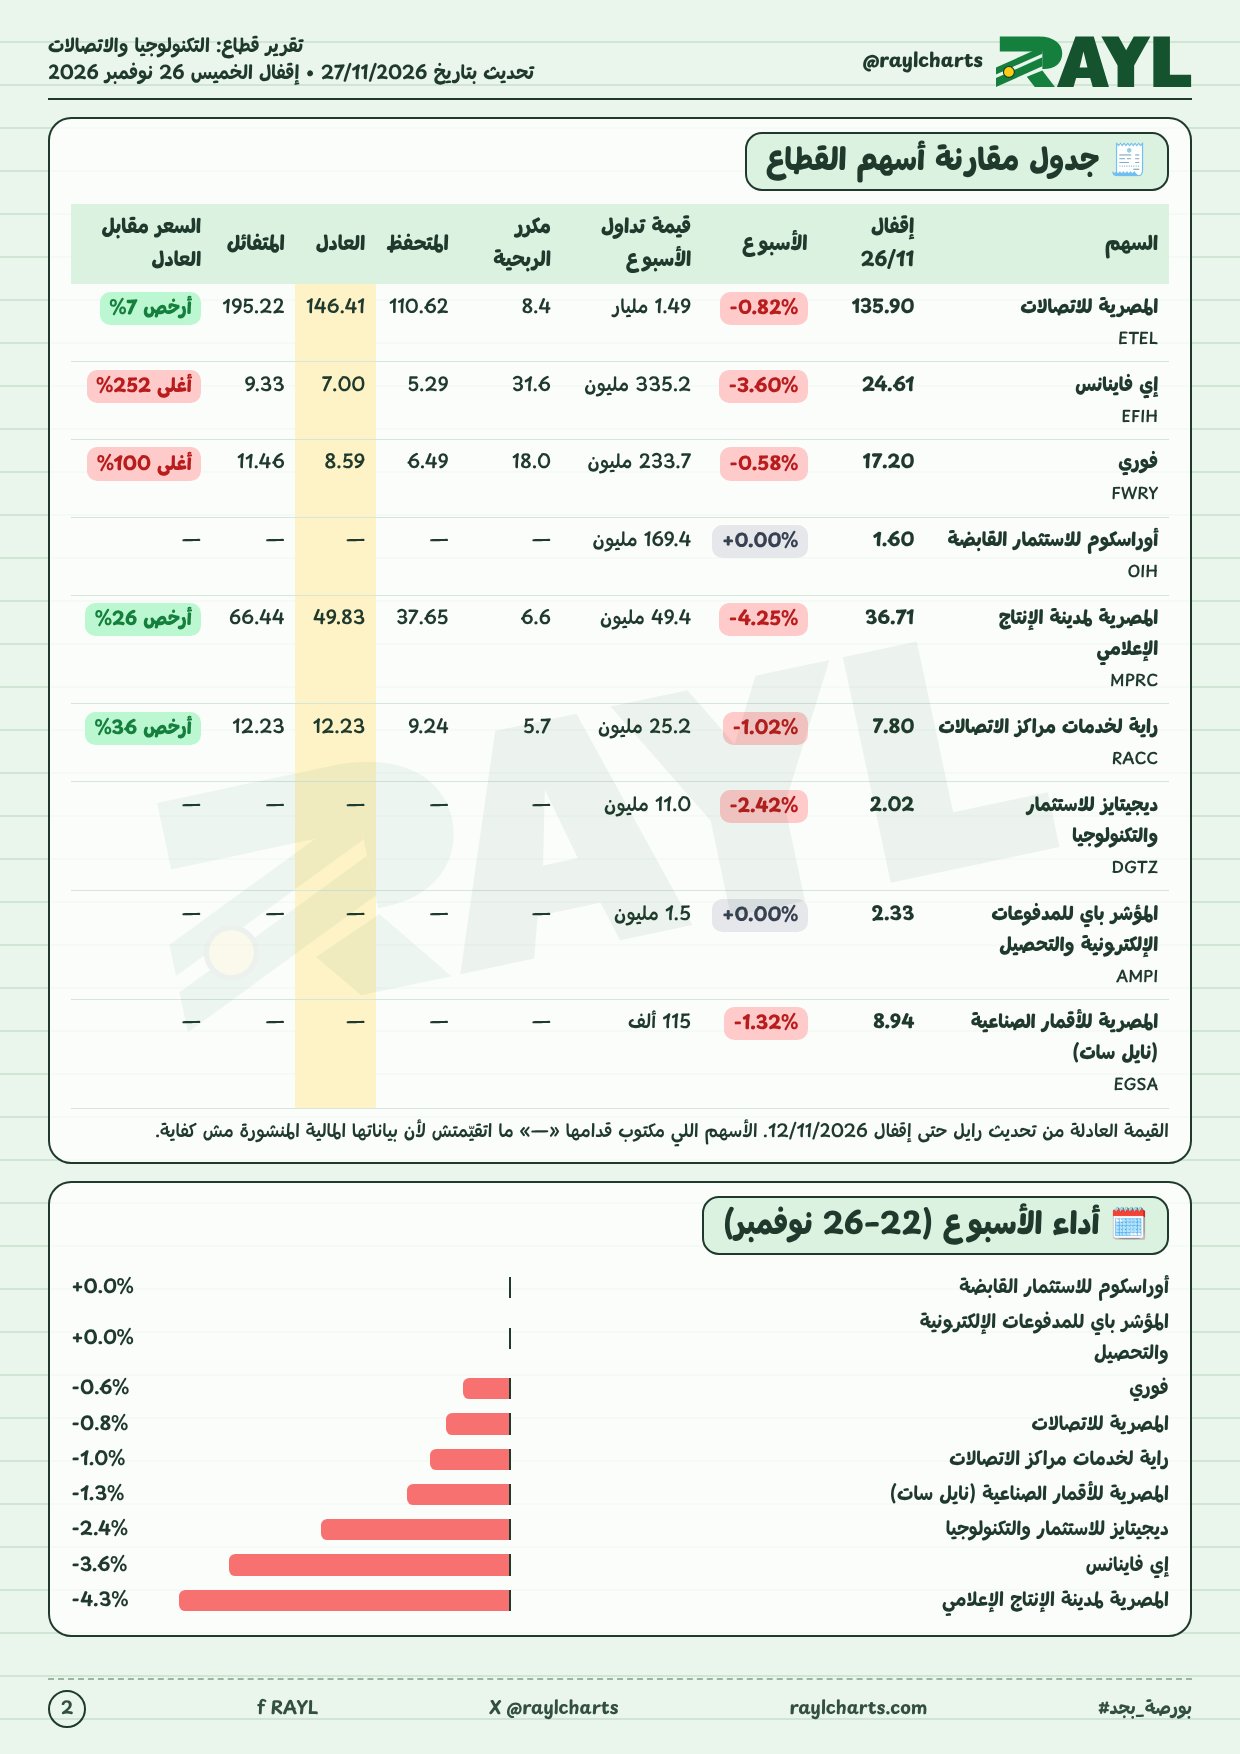 RAYL @raylcharts
تقرير قطاع: التكنولوجيا والاتصالات
تحديث بتاريخ 27/11/2026 • إقفال الخميس 26 نوفمبر 2026
جدول مقارنة أسهم القطاع
السهم | إقفال 26/11 | الأسبوع | قيمة تداول الأسبوع | مكرر الربحية | المتحفظ | العادل | المتفائل | السعر مقابل العادل
المصرية للاتصالات | 135.90 | -0.82% | 1.49 مليار | 8.4 | 110.62 | 146.41 | 195.22 | أرخص 7%
ETEL
إي فاينانس | 24.61 | -3.60% | 335.2 مليون | 31.6 | 5.29 | 7.00 | 9.33 | أغلى 252%
EFIH
فوري | 17.20 | -0.58% | 233.7 مليون | 18.0 | 6.49 | 8.59 | 11.46 | أغلى 100%
FWRY
أوراسكوم للاستثمار القابضة | 1.60 | +0.00% | 169.4 مليون | — | — | — | — | —
OIH
المصرية لمدينة الإنتاج | 36.71 | -4.25% | 49.4 مليون | 6.6 | 37.65 | 49.83 | 66.44 | أرخص 26%
الإعلامي
MPRC
راية لخدمات مراكز الاتصالات | 7.80 | -1.02% | 25.2 مليون | 5.7 | 9.24 | 12.23 | 12.23 | أرخص 36%
RACC
ديجيتايز للاستثمار | 2.02 | -2.42% | 11.0 مليون | — | — | — | — | —
والتكنولوجيا
DGTZ
المؤشر باي للمدفوعات | 2.33 | +0.00% | 1.5 مليون | — | — | — | — | —
الإلكترونية والتحصيل
AMPI
المصرية للأقمار الصناعية | 8.94 | -1.32% | 115 ألف | — | — | — | — | —
(نايل سات)
EGSA
القيمة العادلة من تحديث رايل حتى إقفال 12/11/2026. الأسهم اللي مكتوب قدامها «—» ما اتقيّمتش لأن بياناتها المالية المنشورة مش كفاية.
أداء الأسبوع (22–26 نوفمبر)
أوراسكوم للاستثمار القابضة +0.0%
المؤشر باي للمدفوعات الإلكترونية
والتحصيل +0.0%
فوري -0.6%
المصرية للاتصالات -0.8%
راية لخدمات مراكز الاتصالات -1.0%
المصرية للأقمار الصناعية (نايل سات) -1.3%
ديجيتايز للاستثمار والتكنولوجيا -2.4%
إي فاينانس -3.6%
المصرية لمدينة الإنتاج الإعلامي -4.3%
#بورصة_بجد raylcharts.com X @raylcharts f RAYL 2